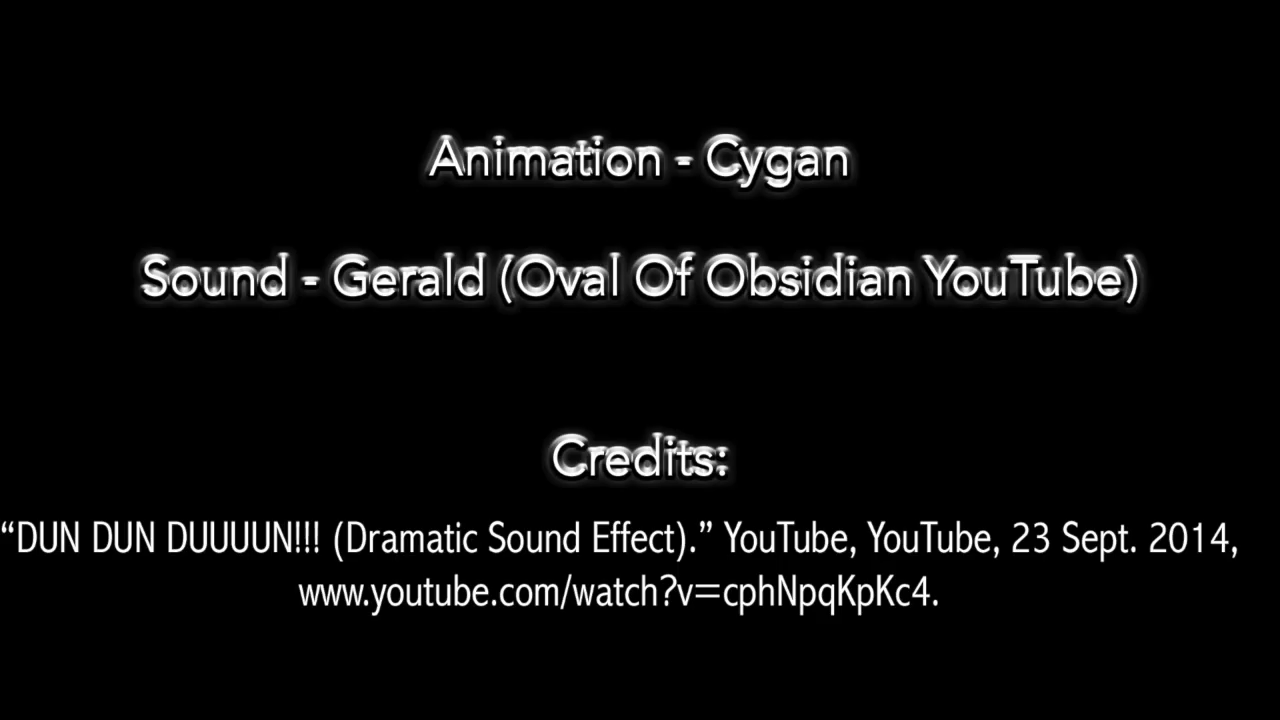 Animation - Cygan
Sound - Gerald (Oval Of Obsidian YouTube)
Credits:
“DUN DUN DUUUUN!!! (Dramatic Sound Effect).” YouTube, YouTube, 23 Sept. 2014,
www.youtube.com/watch?v=cphNpqKpKc4.